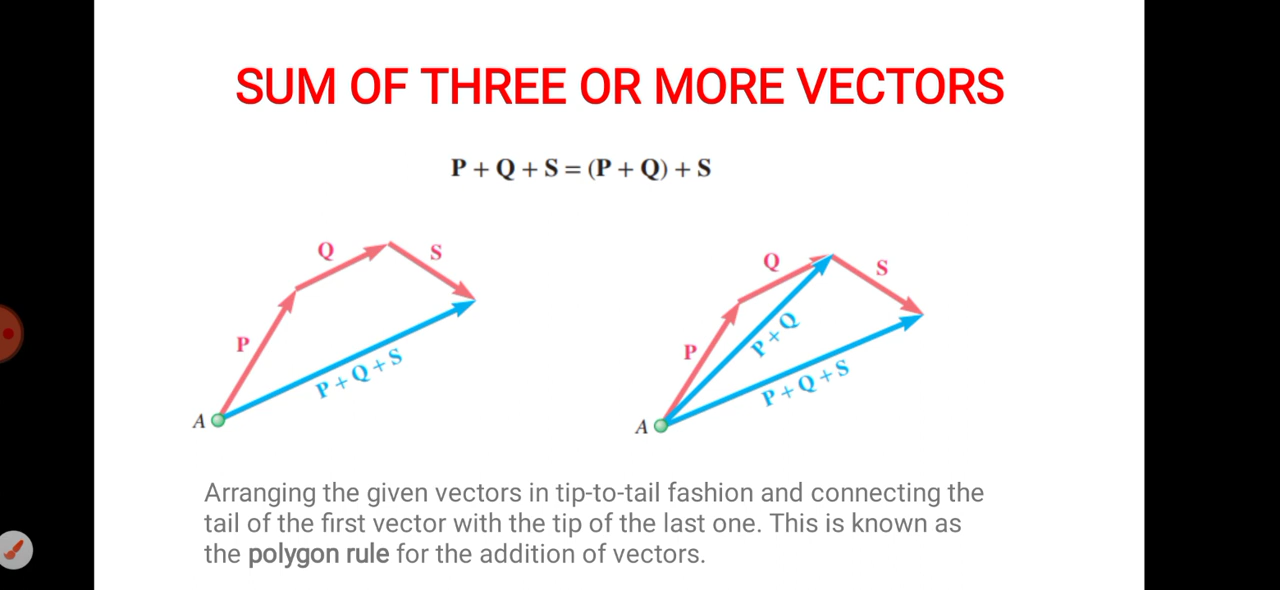 SUM OF THREE OR MORE VECTORS
P + Q + S = (P + Q) + S
Q
S
P
P + Q + S
A
Q
S
P
P + Q
P + Q + S
A
Arranging the given vectors in tip-to-tail fashion and connecting the
tail of the first vector with the tip of the last one. This is known as
the polygon rule for the addition of vectors.